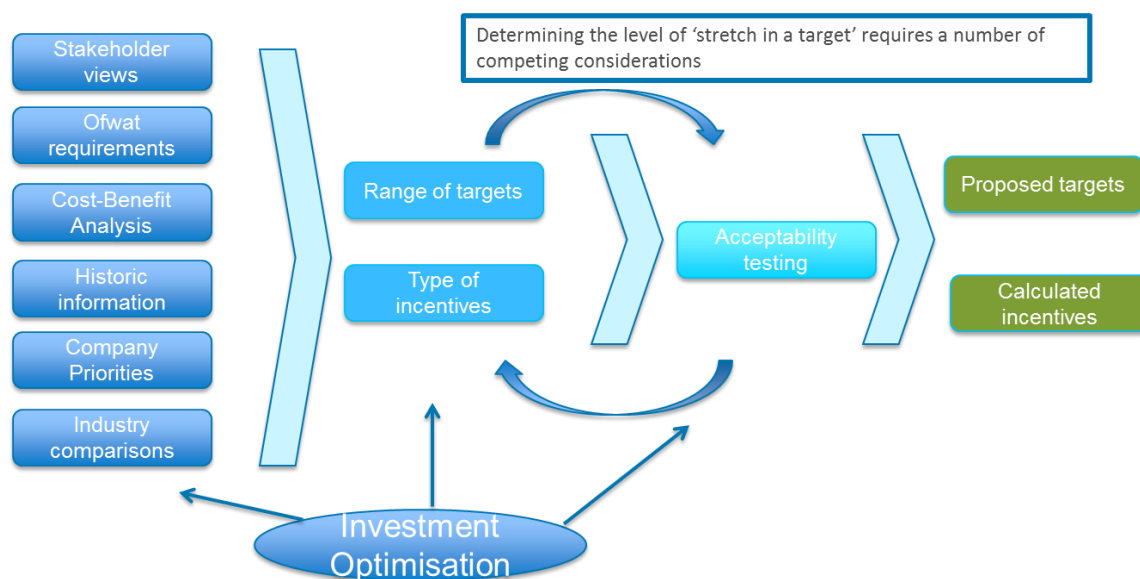 Determining the level of ‘stretch in a target’ requires a number of
competing considerations
Stakeholder
views
Ofwat
requirements
Cost-Benefit
Analysis
Historic
information
Company
Priorities
Industry
comparisons
Range of targets
Type of
incentives
Acceptability
testing
Proposed targets
Calculated
incentives
Investment
Optimisation